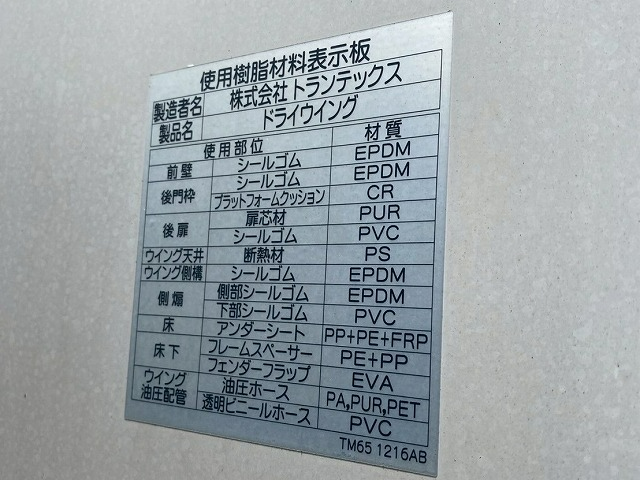 使用樹脂材料表示板
製造者名 株式会社トランテックス
製品名 ドライウイング
使用部位 材質
前壁 シールゴム EPDM
後門枠 シールゴム EPDM
プラットフォームクッション CR
後扉 扉芯材 PUR
シールゴム PVC
ウイング天井 断熱材 PS
ウイング側構 シールゴム EPDM
側煽 側部シールゴム EPDM
下部シールゴム PVC
床 アンダーシート PP+PE+FRP
床下 フレームスペーサー PE+PP
フェンダーフラップ EVA
ウイング油圧配管 油圧ホース PA,PUR,PET
透明ビニールホース PVC
TM65 1216AB